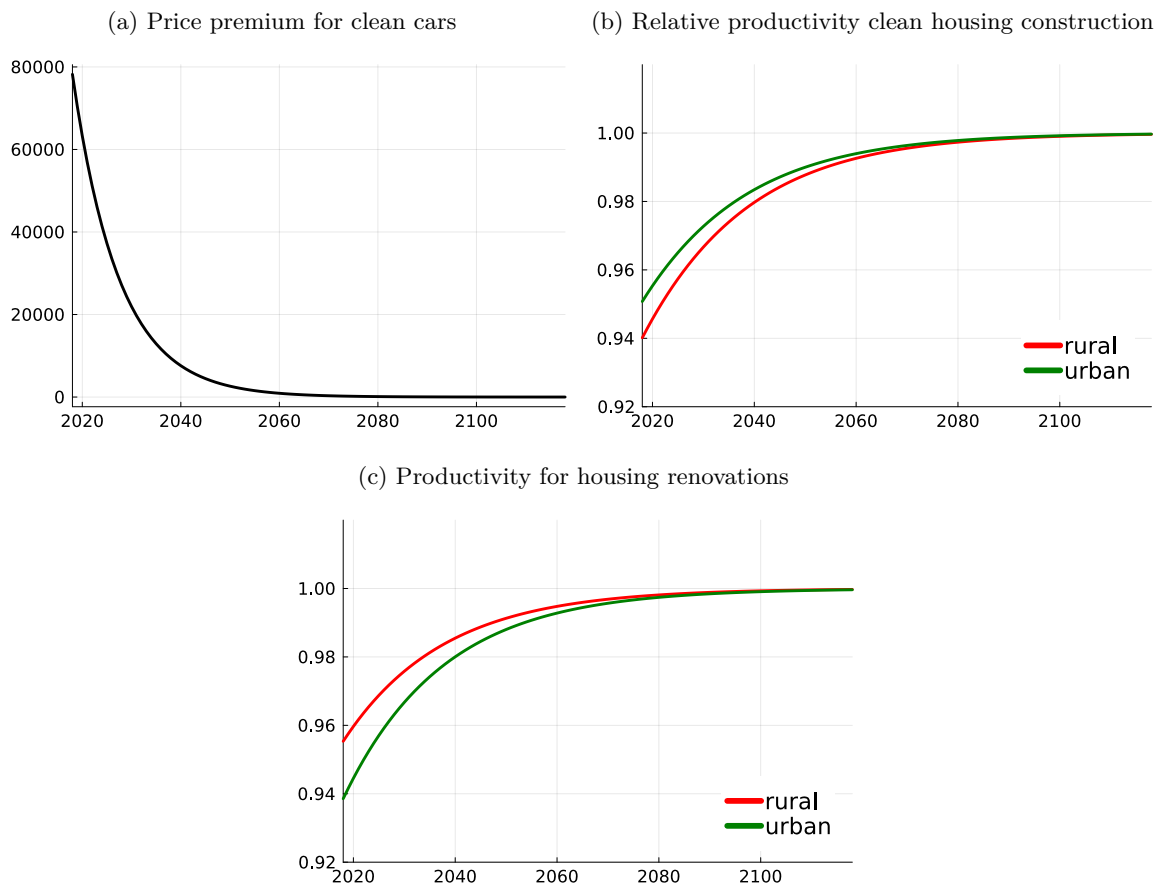 (a) Price premium for clean cars
80000
60000
40000
20000
0
2020 2040 2060 2080 2100
(b) Relative productivity clean housing construction
1.00
0.98
0.96
0.94
0.92
rural
urban
2020 2040 2060 2080 2100
(c) Productivity for housing renovations
1.00
0.98
0.96
0.94
0.92
rural
urban
2020 2040 2060 2080 2100